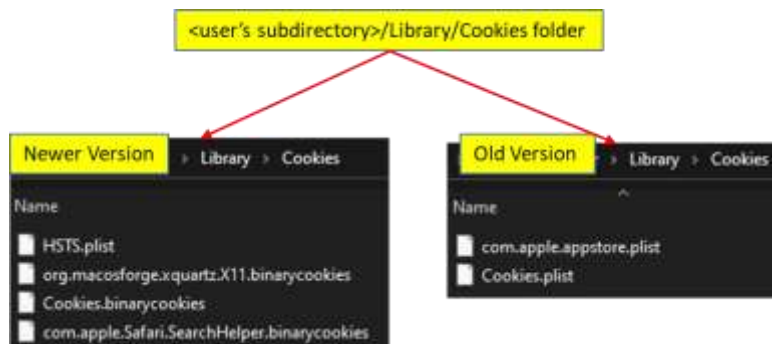 <user's subdirectory>/Library/Cookies folder
Newer Version > Library > Cookies
Name
HSTS.plist
org.macosforge.xquartz.X11.binarycookies
Cookies.binarycookies
com.apple.Safari.SearchHelper.binarycookies
Old Version > Library > Cookies
Name
com.apple.appstore.plist
Cookies.plist